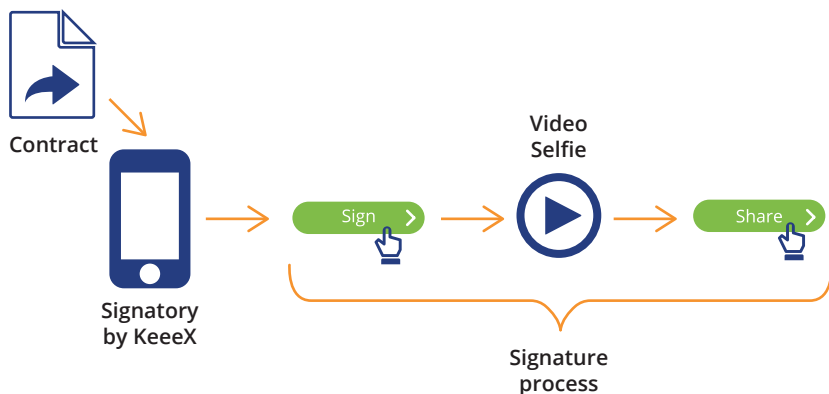 Contract
Signatory
by KeeeX
Sign
Video
Selfie
Share
Signature
process